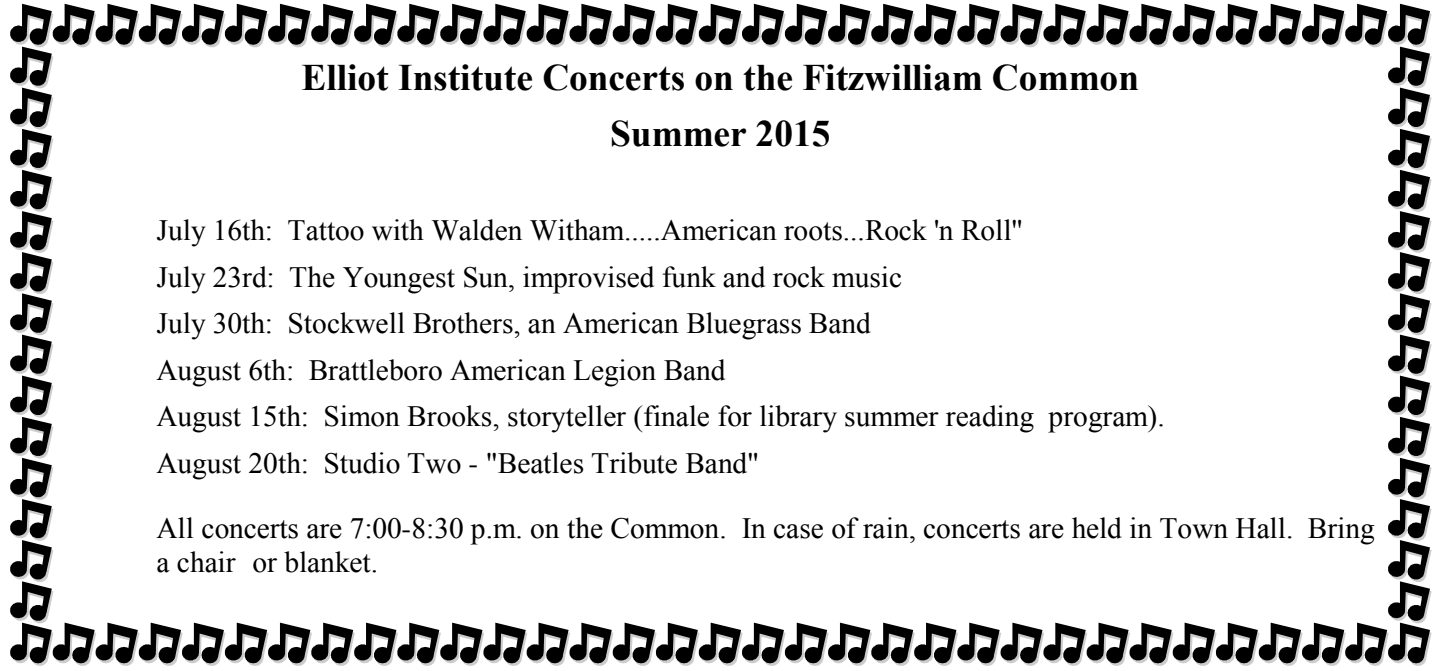 Elliot Institute Concerts on the Fitzwilliam Common
Summer 2015
July 16th: Tattoo with Walden Witham.....American roots...Rock 'n Roll"
July 23rd: The Youngest Sun, improvised funk and rock music
July 30th: Stockwell Brothers, an American Bluegrass Band
August 6th: Brattleboro American Legion Band
August 15th: Simon Brooks, storyteller (finale for library summer reading program).
August 20th: Studio Two - "Beatles Tribute Band"
All concerts are 7:00-8:30 p.m. on the Common. In case of rain, concerts are held in Town Hall. Bring
a chair or blanket.